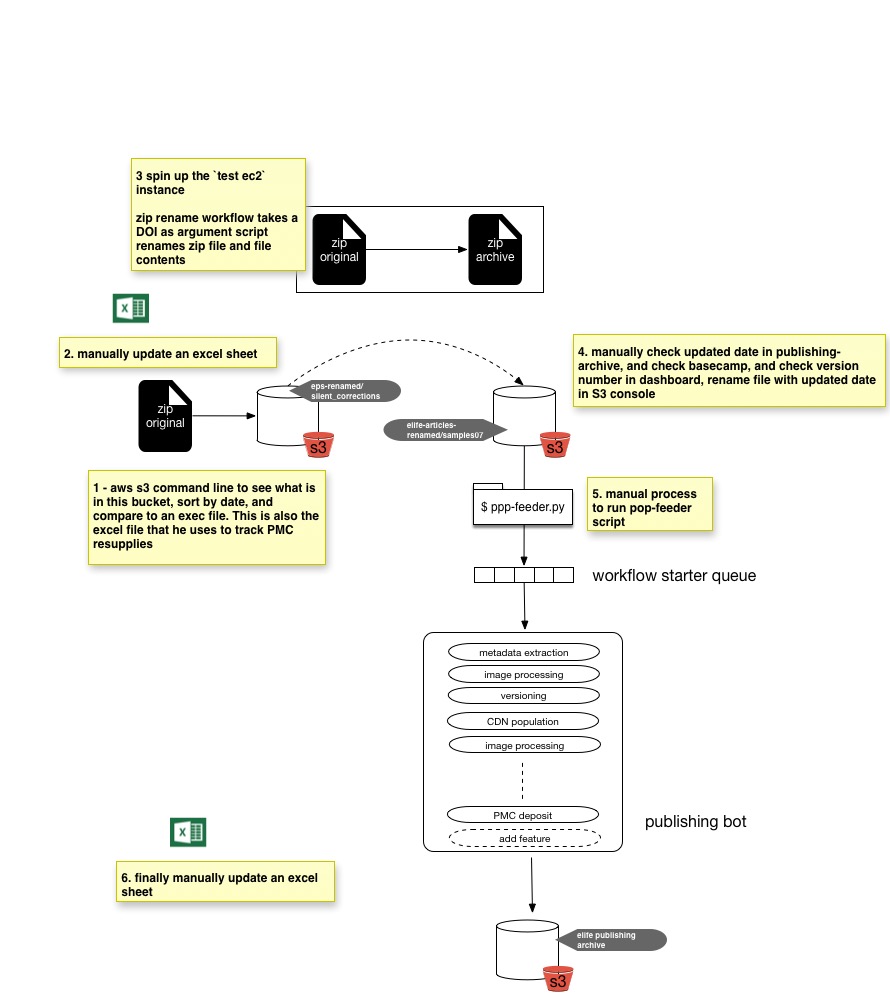 3 spin up the `test ec2`
instance
zip rename workflow takes a
DOI as argument script
renames zip file and file
contents
zip
original
zip
archive
X
2. manually update an excel sheet
4. manually check updated date in publishing-
archive, and check basecamp, and check version
number in dashboard, rename file with updated date
in S3 console
zip
original
eps-renamed/
silent_corrections
s3
elife-articles-
renamed/samples07
s3
1 - aws s3 command line to see what is
in this bucket, sort by date, and
compare to an exec file. This is also the
excel file that he uses to track PMC
resupplies
$ ppp-feeder.py
5. manual process
to run pop-feeder
script
workflow starter queue
metadata extraction
image processing
versioning
CDN population
image processing
PMC deposit
add feature
publishing bot
X
6. finally manually update an excel
sheet
elife publishing
archive
s3